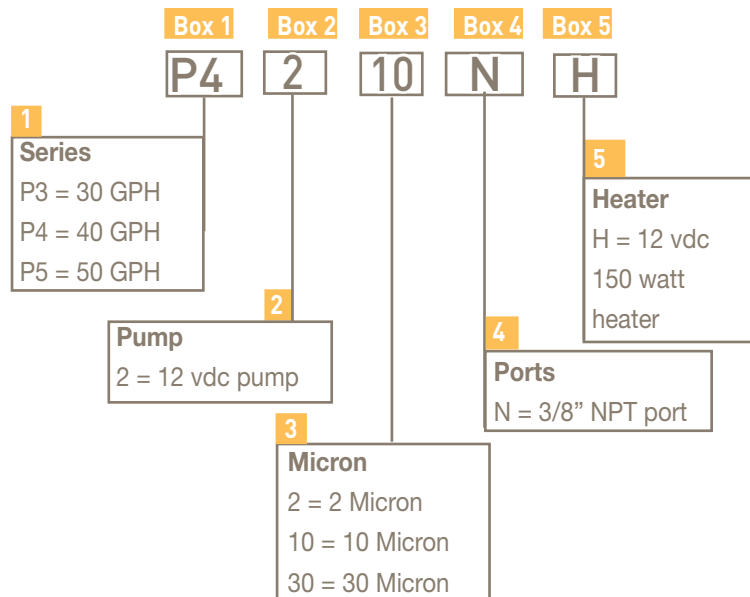 Box 1 Box 2 Box 3 Box 4 Box 5
P4 2 10 N H
1
Series
P3 = 30 GPH
P4 = 40 GPH
P5 = 50 GPH
2
Pump
2 = 12 vdc pump
3
Micron
2 = 2 Micron
10 = 10 Micron
30 = 30 Micron
4
Ports
N = 3/8” NPT port
5
Heater
H = 12 vdc
150 watt
heater